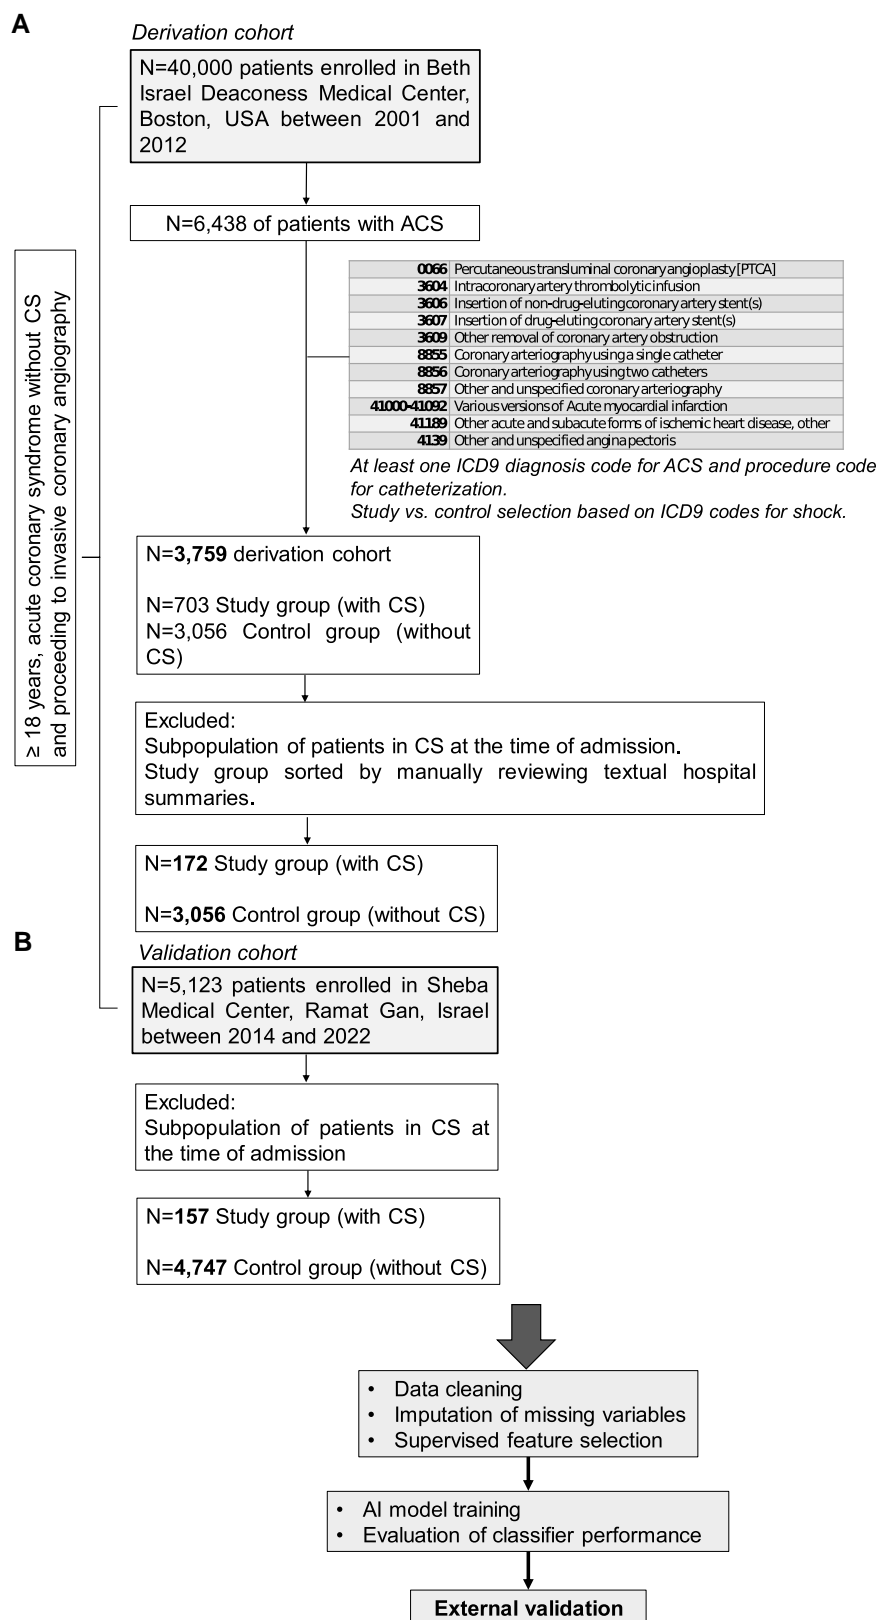 A
Derivation cohort
N=40,000 patients enrolled in Beth
Israel Deaconess Medical Center,
Boston, USA between 2001 and
2012
N=6,438 of patients with ACS
≥ 18 years, acute coronary syndrome without CS
and proceeding to invasive coronary angiography
0066 Percutaneous transluminal coronary angioplasty [PTCA]
3604 Intracoronary artery thrombolytic infusion
3606 Insertion of non-drug-eluting coronary artery stent(s)
3607 Insertion of drug-eluting coronary artery stent(s)
3609 Other removal of coronary artery obstruction
8855 Coronary arteriography using a single catheter
8856 Coronary arteriography using two catheters
8857 Other and unspecified coronary arteriography
41000-41092 Various versions of Acute myocardial infarction
41189 Other acute and subacute forms of ischemic heart disease, other
4139 Other and unspecified angina pectoris
At least one ICD9 diagnosis code for ACS and procedure code
for catheterization.
Study vs. control selection based on ICD9 codes for shock.
N=3,759 derivation cohort
N=703 Study group (with CS)
N=3,056 Control group (without
CS)
Excluded:
Subpopulation of patients in CS at the time of admission.
Study group sorted by manually reviewing textual hospital
summaries.
N=172 Study group (with CS)
N=3,056 Control group (without CS)
B
Validation cohort
N=5,123 patients enrolled in Sheba
Medical Center, Ramat Gan, Israel
between 2014 and 2022
Excluded:
Subpopulation of patients in CS at
the time of admission
N=157 Study group (with CS)
N=4,747 Control group (without CS)
• Data cleaning
• Imputation of missing variables
• Supervised feature selection
• AI model training
• Evaluation of classifier performance
External validation